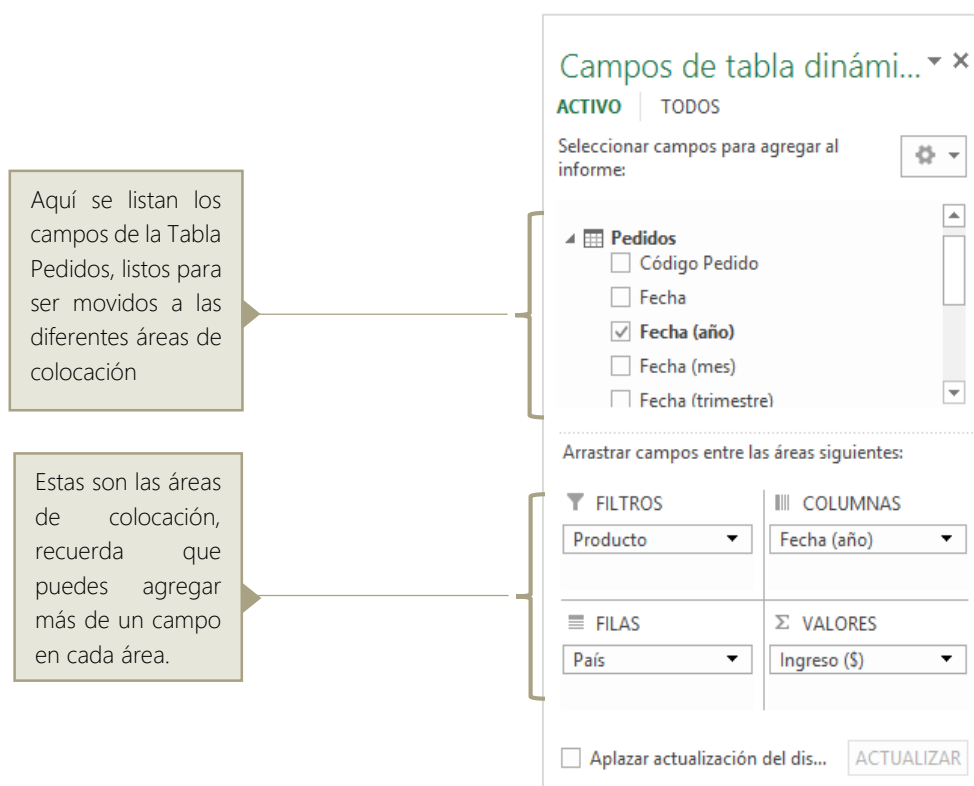 Campos de tabla dinámi...
ACTIVO TODOS
Seleccionar campos para agregar al
informe:
Aquí se listan los
campos de la Tabla
Pedidos, listos para
ser movidos a las
diferentes áreas de
colocación
Pedidos
Código Pedido
Fecha
Fecha (año)
Fecha (mes)
Fecha (trimestre)
Arrastrar campos entre las áreas siguientes:
Estas son las áreas
de colocación,
recuerda que
puedes agregar
más de un campo
en cada área.
FILTROS
Producto
COLUMNAS
Fecha (año)
FILAS
País
Σ VALORES
Ingreso ($)
Aplazar actualización del dis... ACTUALIZAR